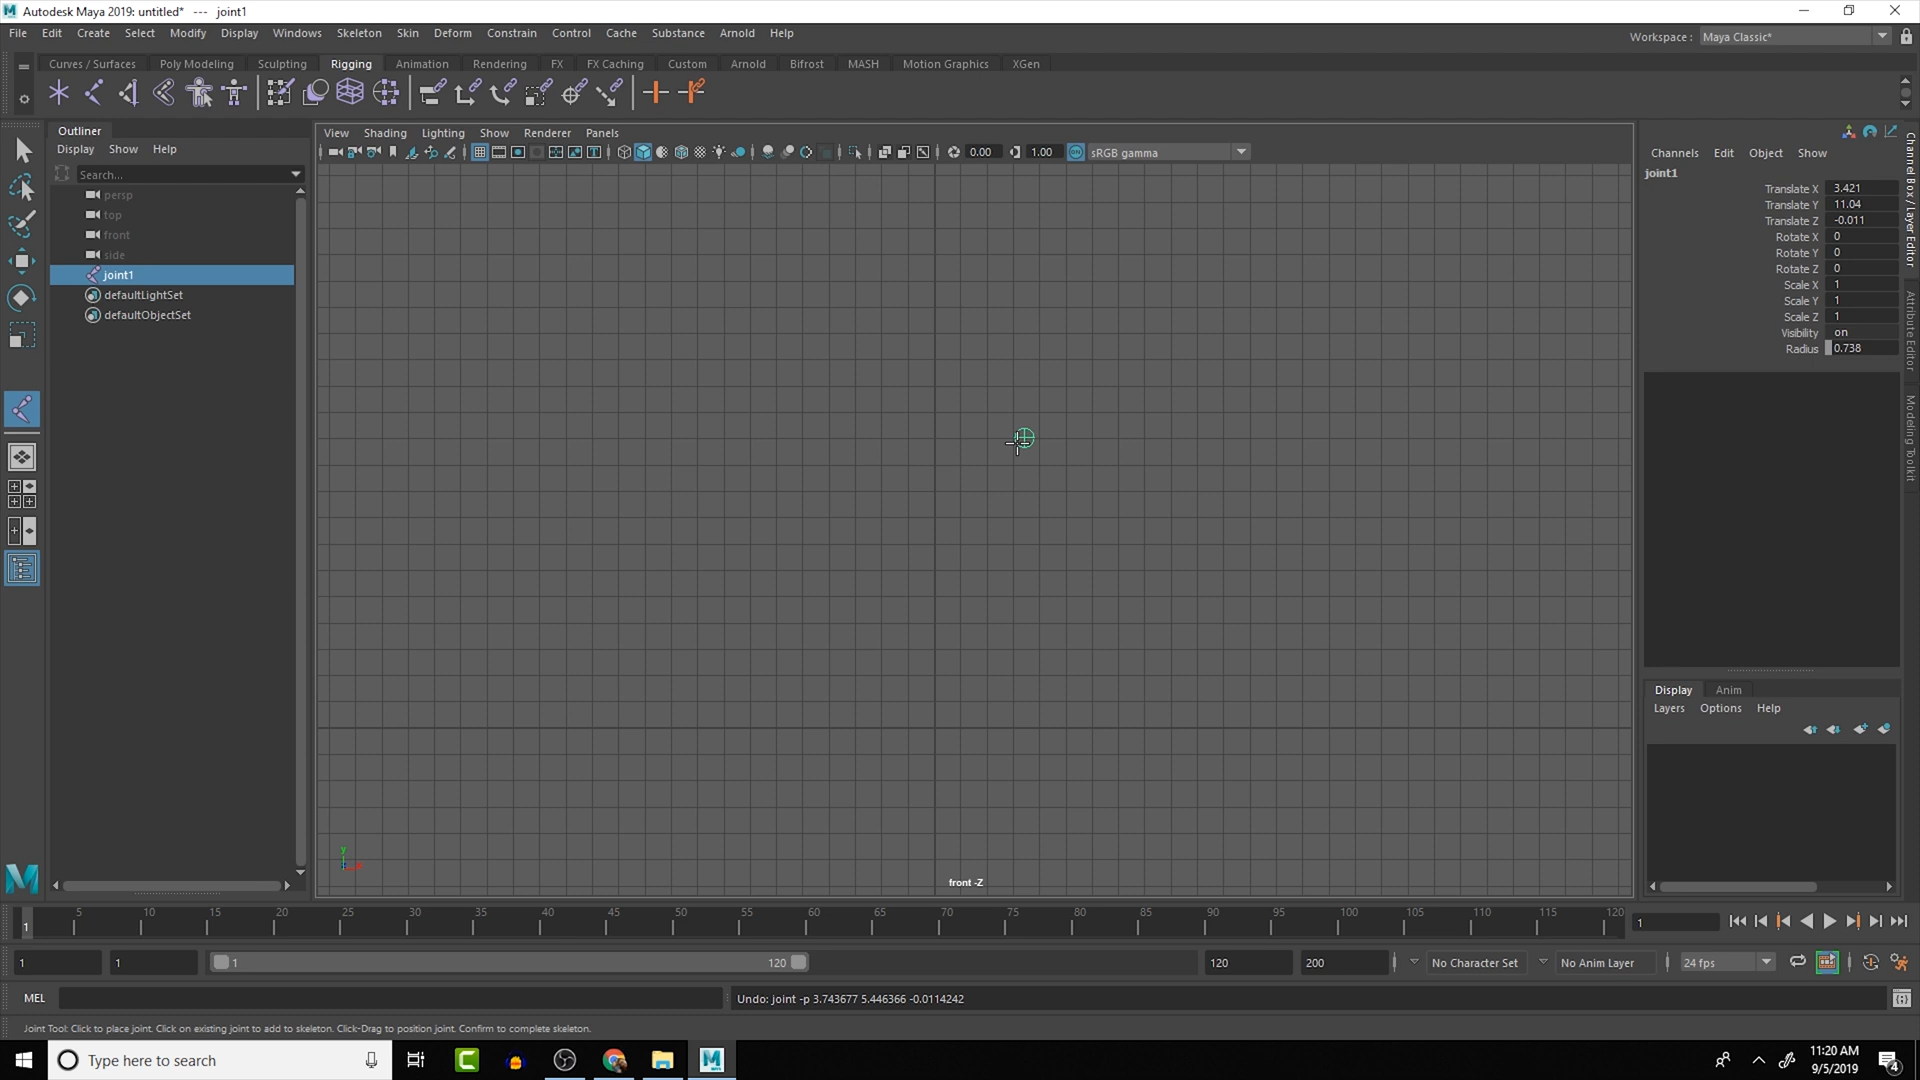 Autodesk Maya 2019: untitled*   ---   joint1
File Edit Create Select Modify Display Windows Skeleton Skin Deform Constrain Control Cache Substance Arnold Help
Workspace : Maya Classic*
Curves / Surfaces Poly Modeling Sculpting Rigging Animation Rendering FX FX Caching Custom Arnold Bifrost MASH Motion Graphics XGen
Outliner
Display Show Help
Search...
persp
top
front
side
joint1
defaultLightSet
defaultObjectSet
View Shading Lighting Show Renderer Panels
0.00 1.00 ON sRGB gamma
y
front -Z
Channels Edit Object Show
joint1
Translate X 3.421
Translate Y 11.04
Translate Z -0.011
Rotate X 0
Rotate Y 0
Rotate Z 0
Scale X 1
Scale Y 1
Scale Z 1
Visibility on
Radius 0.738
Channel Box / Layer Editor
Attribute Editor
Modeling Toolkit
Display Anim
Layers Options Help
1 5 10 15 20 25 30 35 40 45 50 55 60 65 70 75 80 85 90 95 100 105 110 115 120
1
1 1 1 120 120 200 No Character Set No Anim Layer 24 fps
MEL Undo: joint -p 3.743677 5.446366 -0.0114242
Joint Tool: Click to place joint. Click on existing joint to add to skeleton. Click-Drag to position joint. Confirm to complete skeleton.
Type here to search
11:20 AM
9/5/2019
4